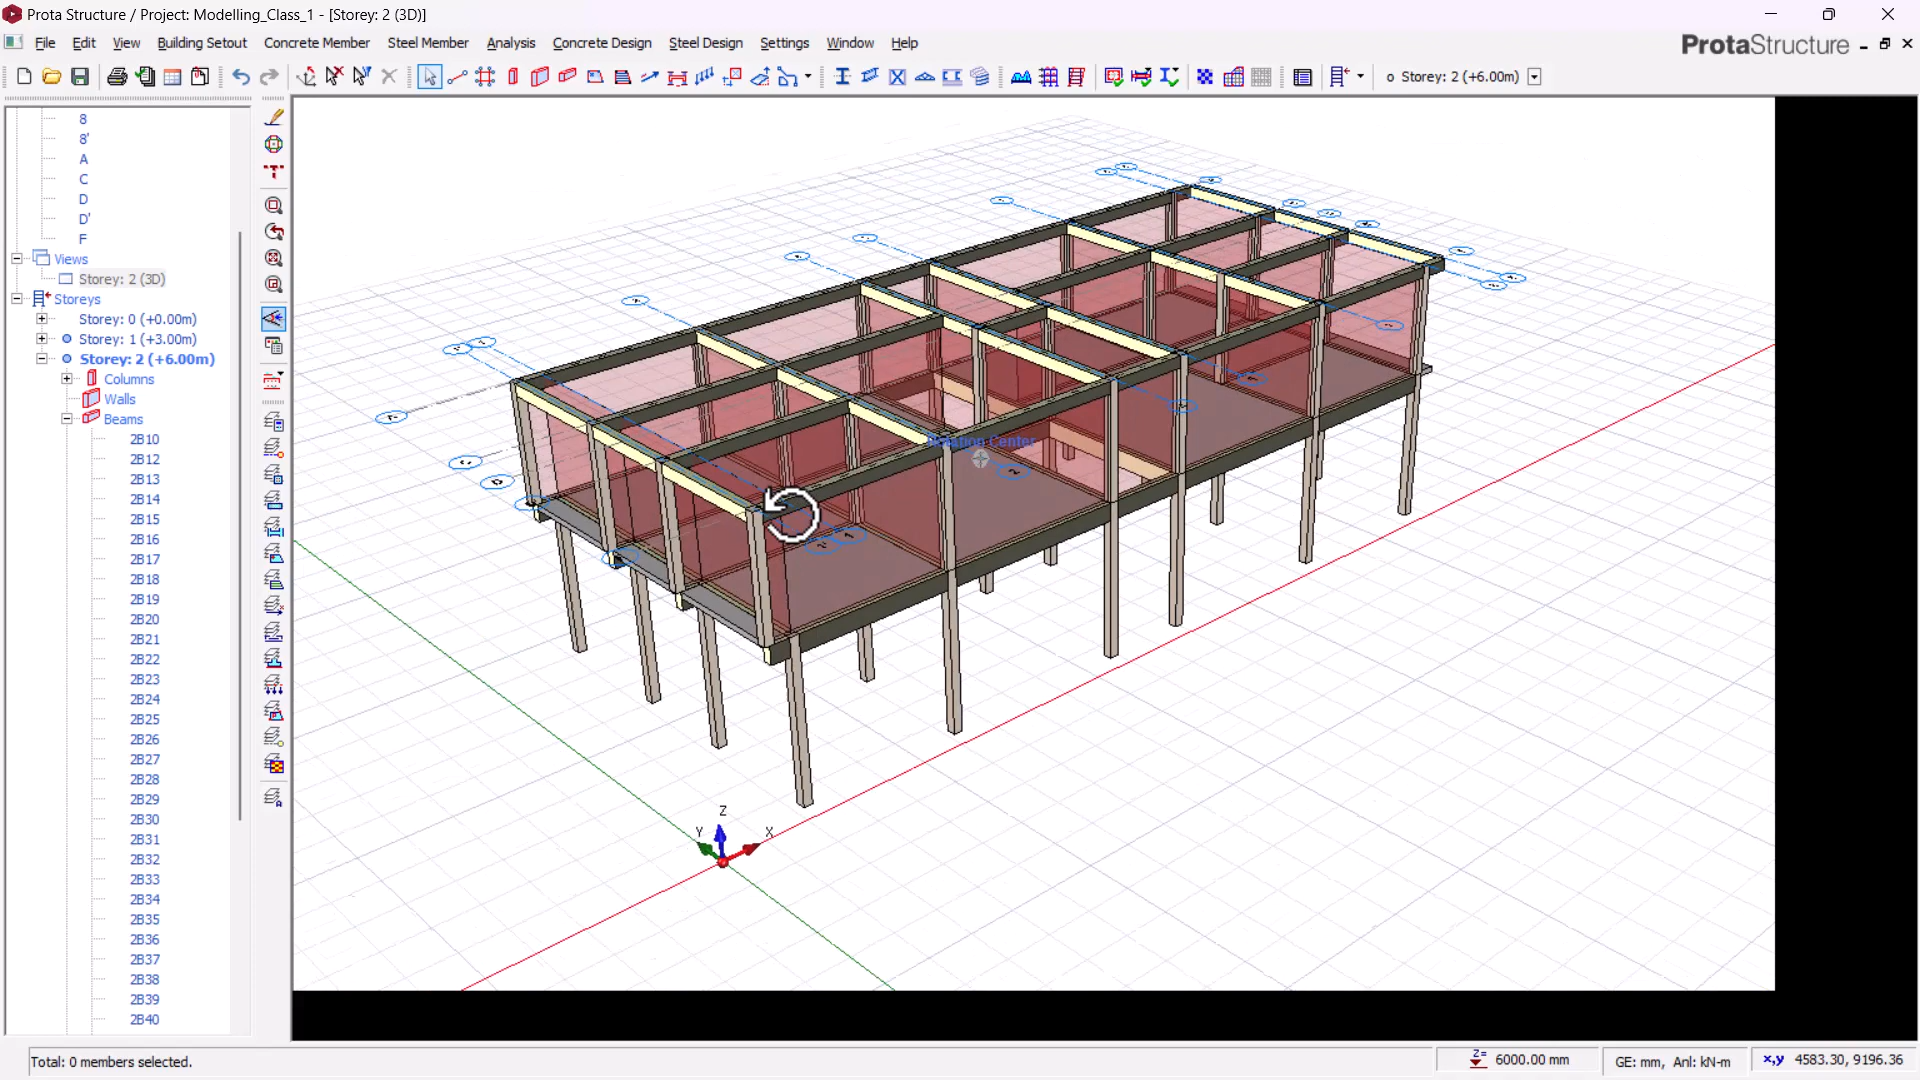 Prota Structure / Project: Modelling_Class_1 - [Storey: 2 (3D)]
File Edit View Building Setout Concrete Member Steel Member Analysis Concrete Design Steel Design Settings Window Help
ProtaStructure
o Storey: 2 (+6.00m)
8
8'
A
C
D
D'
F
Views
Storey: 2 (3D)
Storeys
Storey: 0 (+0.00m)
Storey: 1 (+3.00m)
Storey: 2 (+6.00m)
Columns
Walls
Beams
2B10
2B12
2B13
2B14
2B15
2B16
2B17
2B18
2B19
2B20
2B21
2B22
2B23
2B24
2B25
2B26
2B27
2B28
2B29
2B30
2B31
2B32
2B33
2B34
2B35
2B36
2B37
2B38
2B39
2B40
Rotation Center
Z
Y
X
Total: 0 members selected.
Z= 6000.00 mm
GE: mm, Anl: kN-m
x,y 4583.30, 9196.36